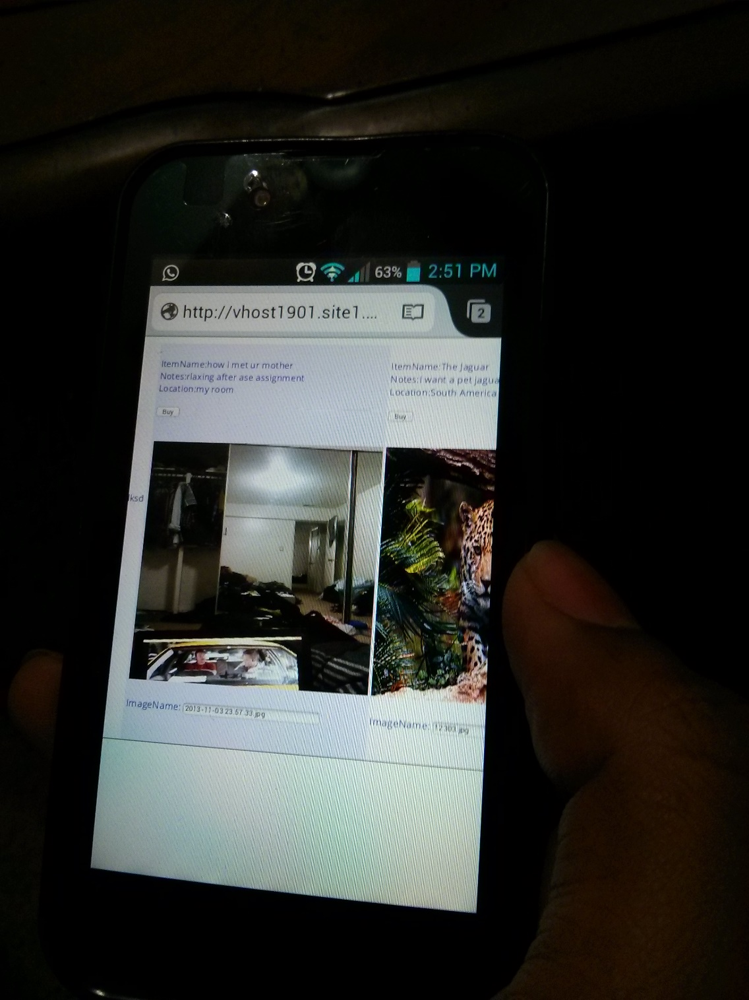 63% 2:51 PM
http://vhost1901.site1....
2
ItemName:how i met ur mother
Notes:rlaxing after ase assignment
Location:my room
Buy
ItemName:The Jaguar
Notes:i want a pet jagua
Location:South America
Buy
ksd
ImageName: 2013-11-03 23.57.33.jpg
ImageName: 12303.jpg